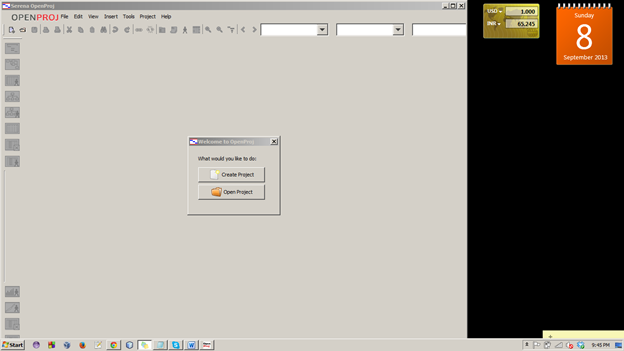 Serena OpenProj
OPENPROJ File Edit View Insert Tools Project Help
USD 1.000
INR 65.245
Sunday
8
September 2013
Welcome to OpenProj
What would you like to do:
Create Project
Open Project
Start
9:45 PM